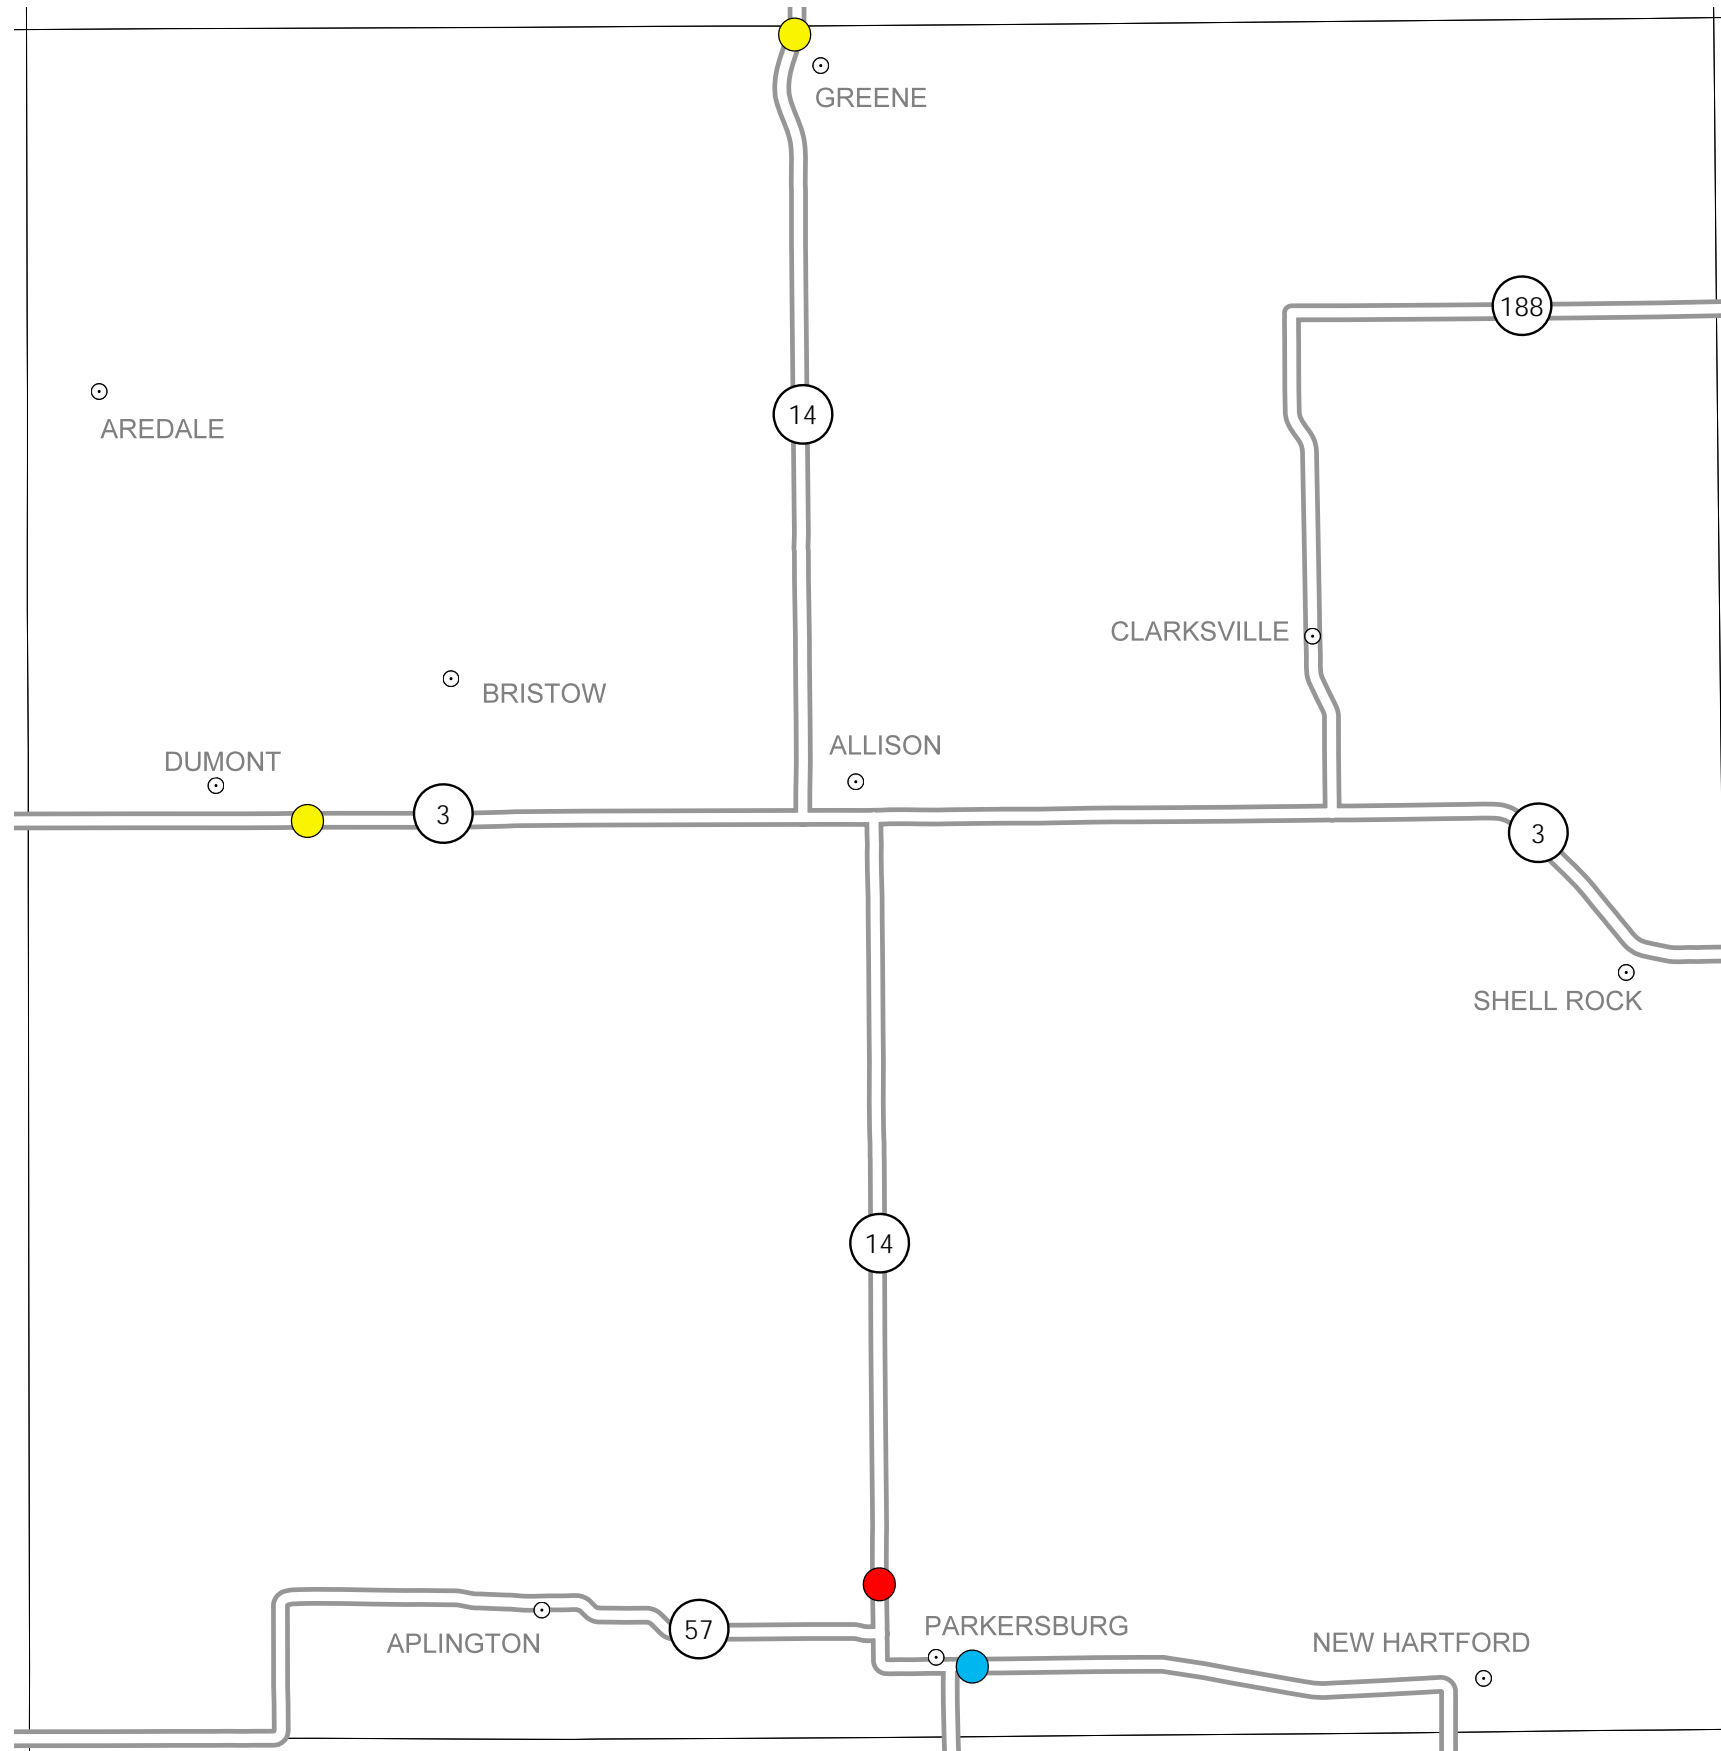 GREENE
188
14
AREDALE
CLARKSVILLE
BRISTOW
ALLISON
DUMONT
3
3
SHELL ROCK
14
PARKERSBURG
57
APLINGTON
NEW HARTFORD